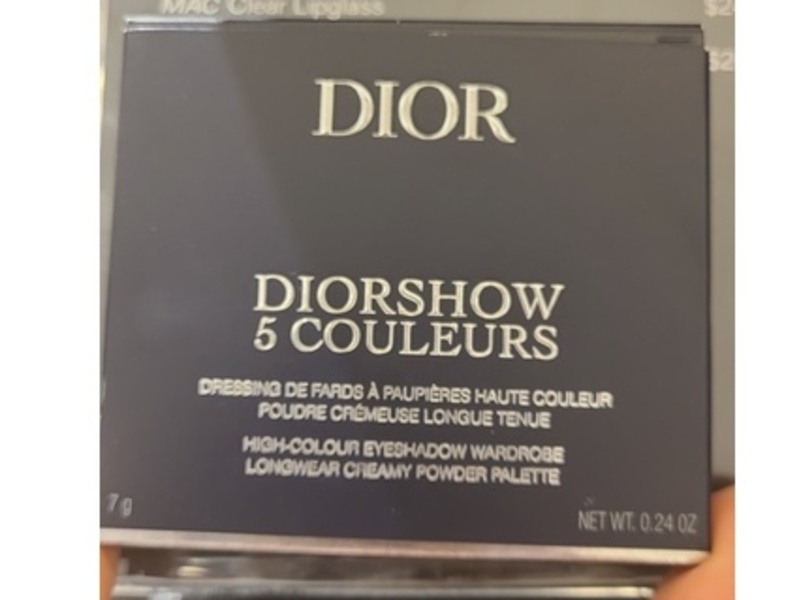 MAC Clear Lipglass
DIOR
DIORSHOW
5 COULEURS
DRESSING DE FARDS À PAUPIÈRES HAUTE COULEUR
POUDRE CRÉMEUSE LONGUE TENUE
HIGH-COLOUR EYESHADOW WARDROBE
LONGWEAR CREAMY POWDER PALETTE
7 g
NET WT. 0.24 OZ